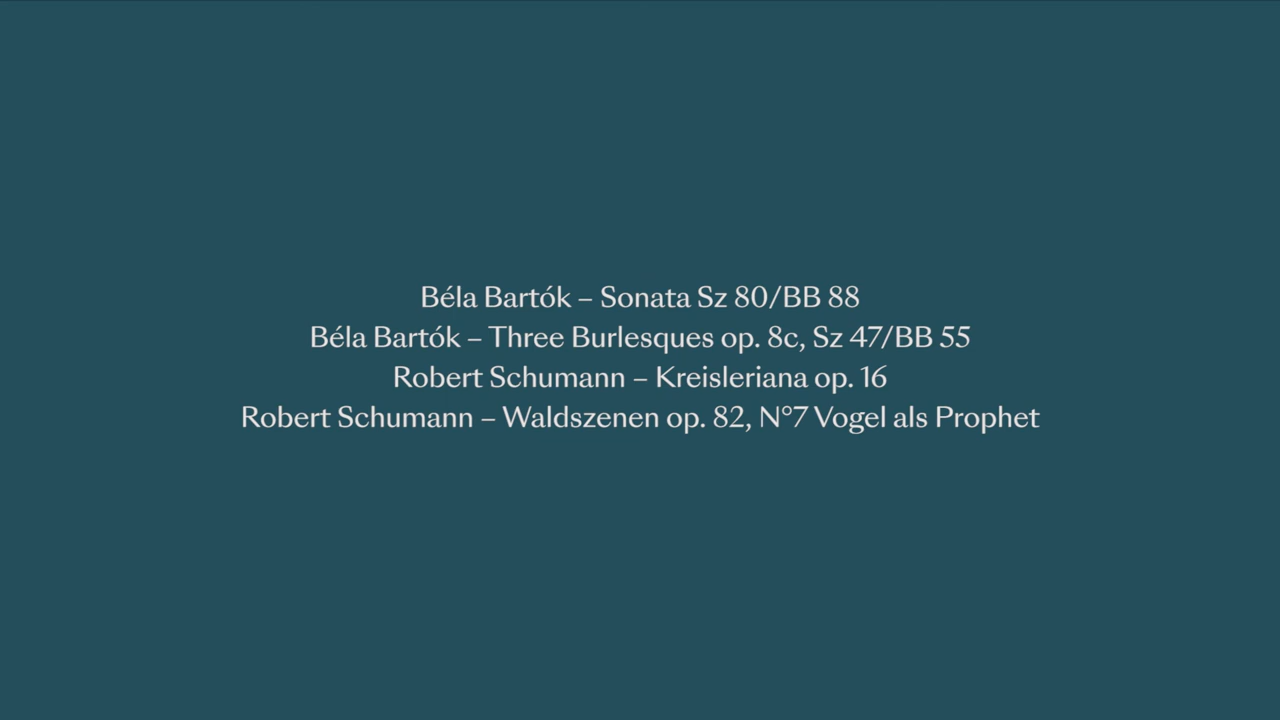 Béla Bartók – Sonata Sz 80/BB 88
Béla Bartók – Three Burlesques op. 8c, Sz 47/BB 55
Robert Schumann – Kreisleriana op. 16
Robert Schumann – Waldszenen op. 82, N°7 Vogel als Prophet